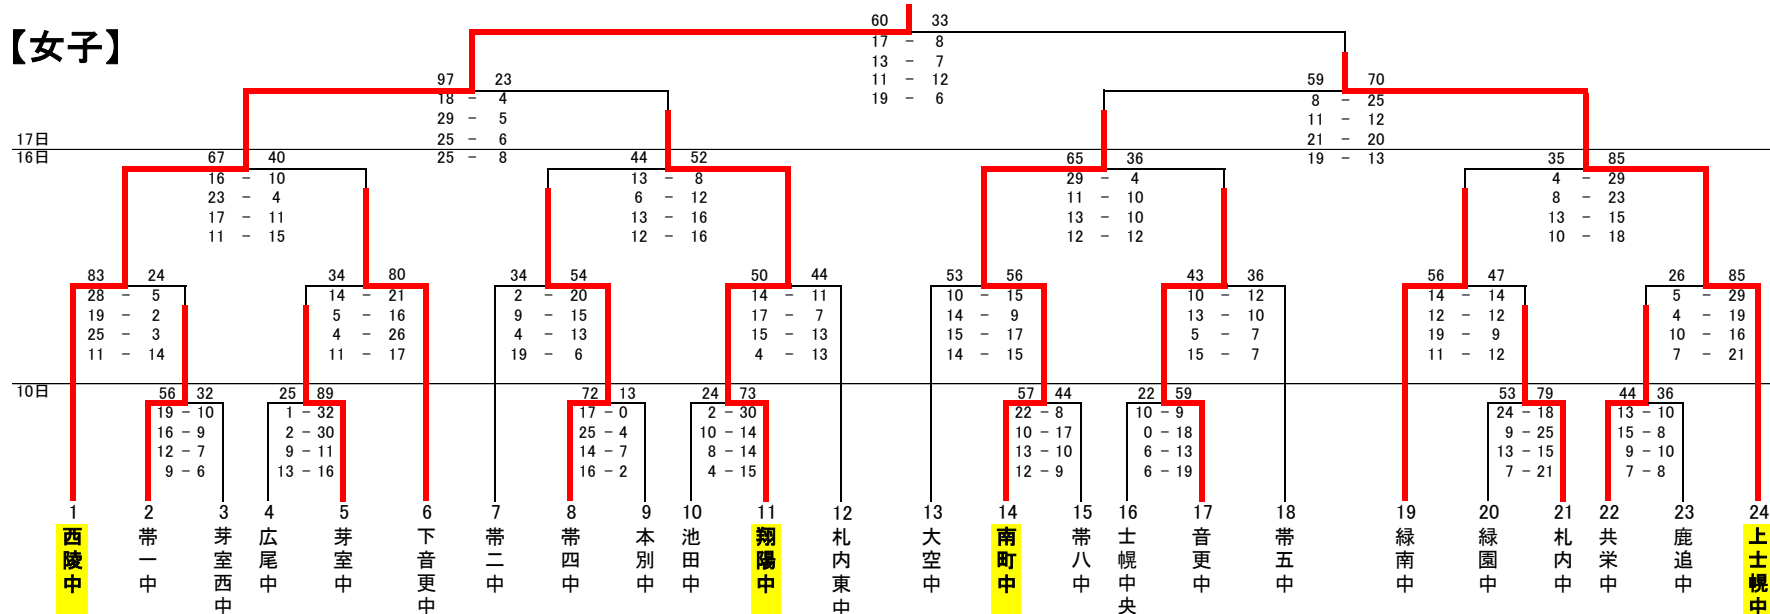 【女子】
60 33
17 - 8
13 - 7
11 - 12
19 - 6
97 23
18 - 4
29 - 5
25 - 6
25 - 8
59 70
8 - 25
11 - 12
21 - 20
19 - 13
17日
16日
67 40
16 - 10
23 - 4
17 - 11
11 - 15
44 52
13 - 8
6 - 12
13 - 16
12 - 16
65 36
29 - 4
11 - 10
13 - 10
12 - 12
35 85
4 - 29
8 - 23
13 - 15
10 - 18
83 24
28 - 5
19 - 2
25 - 3
11 - 14
34 80
14 - 21
5 - 16
4 - 26
11 - 17
34 54
2 - 20
9 - 15
4 - 13
19 - 6
50 44
14 - 11
17 - 7
15 - 13
4 - 13
53 56
10 - 15
14 - 9
15 - 17
14 - 15
43 36
10 - 12
13 - 10
5 - 7
15 - 7
56 47
14 - 14
12 - 12
19 - 9
11 - 12
26 85
5 - 29
4 - 19
10 - 16
7 - 21
10日
56 32
19 - 10
16 - 9
12 - 7
9 - 6
25 89
1 - 32
2 - 30
9 - 11
13 - 16
72 13
17 - 0
25 - 4
14 - 7
16 - 2
24 73
2 - 30
10 - 14
8 - 14
4 - 15
57 44
22 - 8
10 - 17
13 - 10
12 - 9
22 59
10 - 9
0 - 18
6 - 13
6 - 19
53 79
24 - 18
9 - 25
13 - 15
7 - 21
44 36
13 - 10
15 - 8
9 - 10
7 - 8
1 西陵中
2 帯一中
3 芽室西中
4 広尾中
5 芽室中
6 下音更中
7 帯二中
8 帯四中
9 本別中
10 池田中
11 翔陽中
12 札内東中
13 大空中
14 南町中
15 帯八中
16 士幌中央
17 音更中
18 帯五中
19 緑南中
20 緑園中
21 札内中
22 共栄中
23 鹿追中
24 上士幌中